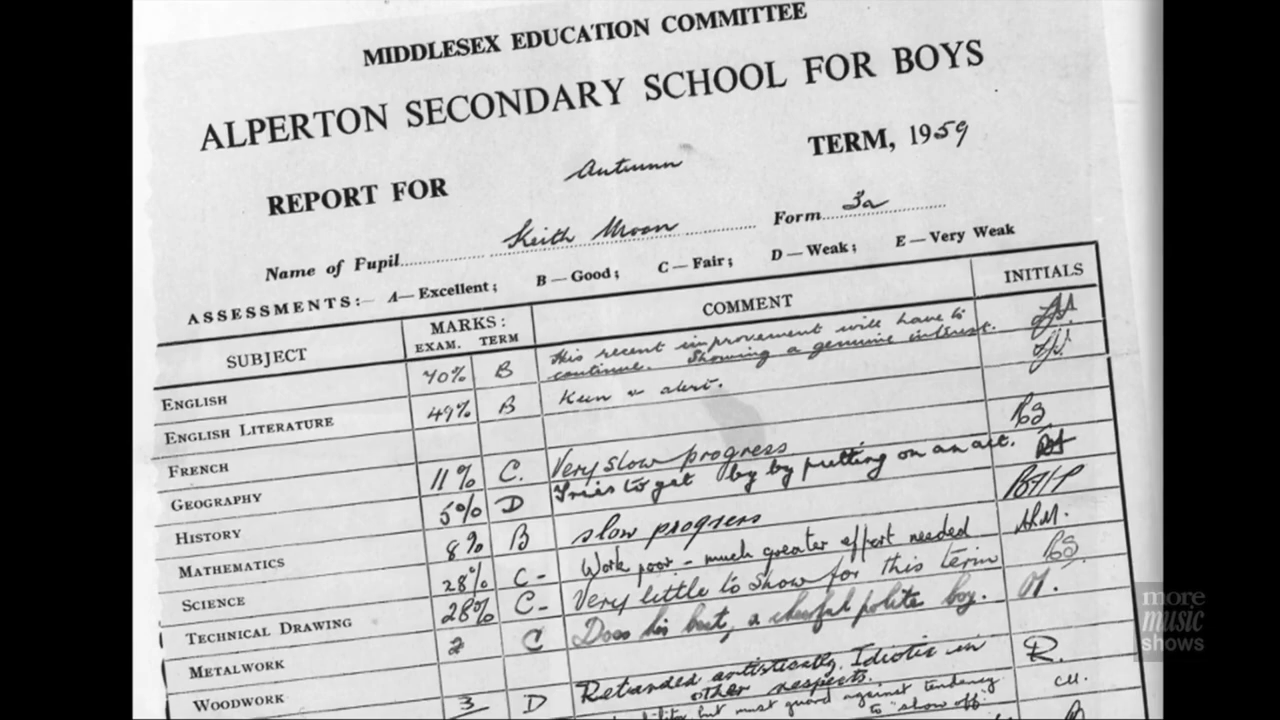 MIDDLESEX EDUCATION COMMITTEE
ALPERTON SECONDARY SCHOOL FOR BOYS
REPORT FOR Autumn TERM, 1959
Name of Pupil Keith Moon Form 3a
ASSESSMENTS:— A—Excellent; B—Good; C—Fair; D—Weak; E—Very Weak
SUBJECT MARKS: COMMENT INITIALS
EXAM. TERM
ENGLISH 70% B His recent improvement will have to
continue. Showing a genuine interest.
ENGLISH LITERATURE 49% B Keen & alert.
FRENCH
GEOGRAPHY 11% C. Very slow progress
HISTORY 5% D Tries to get by by putting on an act.
MATHEMATICS 8% B slow progress
SCIENCE 28% C- Work poor - much greater effort needed
TECHNICAL DRAWING 28% C- Very little to show for this term
METALWORK 2 C Does his best, a cheerful polite boy.
WOODWORK 3 D Retarded artistically. Idiotic in
other respects.
but must guard against tendency
to "show off"
more
music
shows